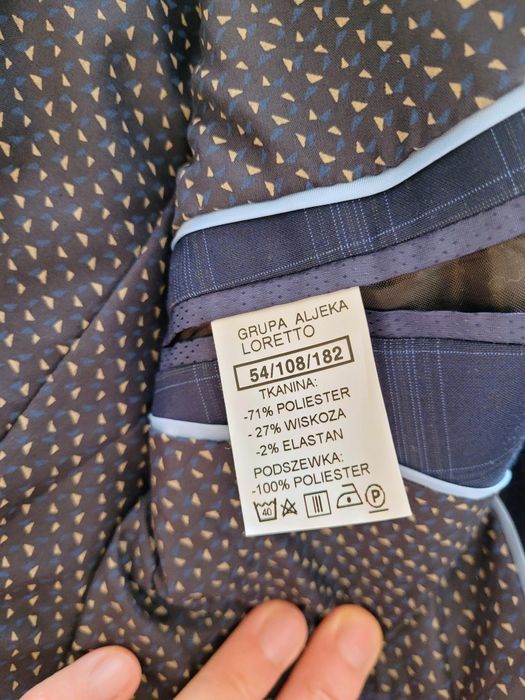 GRUPA ALJEKA
LORETTO
54/108/182
TKANINA:
-71% POLIESTER
-27% WISKOZA
-2% ELASTAN
PODSZEWKA:
-100% POLIESTER
40 P